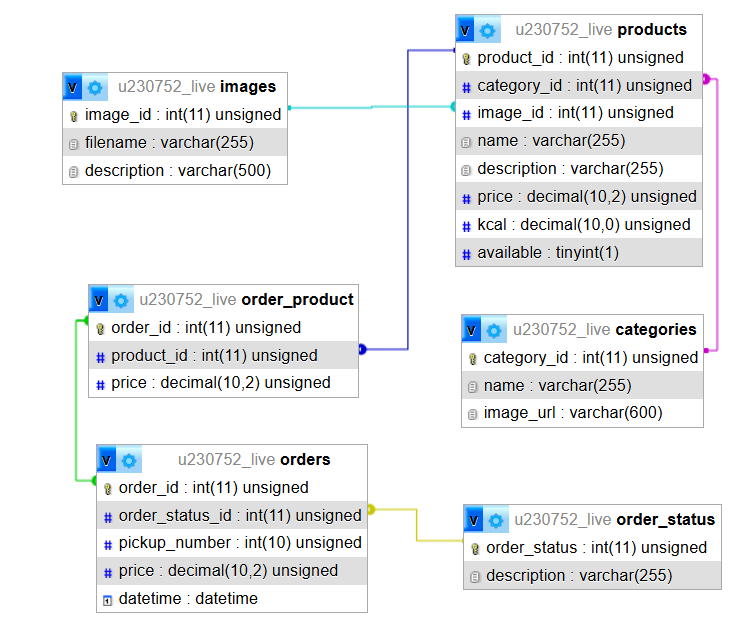 v u230752_live images
image_id : int(11) unsigned
filename : varchar(255)
description : varchar(500)
v u230752_live products
product_id : int(11) unsigned
# category_id : int(11) unsigned
# image_id : int(11) unsigned
name : varchar(255)
description : varchar(255)
# price : decimal(10,2) unsigned
# kcal : decimal(10,0) unsigned
# available : tinyint(1)
v u230752_live order_product
order_id : int(11) unsigned
# product_id : int(11) unsigned
# price : decimal(10,2) unsigned
v u230752_live categories
category_id : int(11) unsigned
name : varchar(255)
image_url : varchar(600)
v u230752_live orders
order_id : int(11) unsigned
# order_status_id : int(11) unsigned
# pickup_number : int(10) unsigned
# price : decimal(10,2) unsigned
datetime : datetime
v u230752_live order_status
order_status : int(11) unsigned
description : varchar(255)